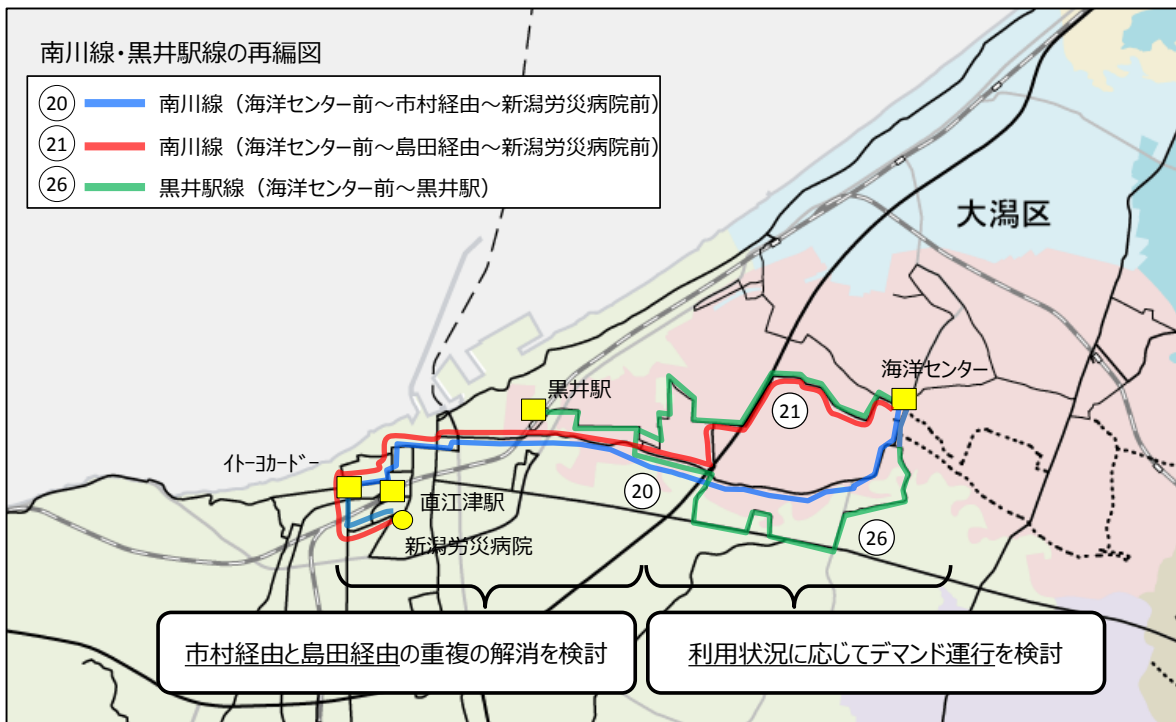 南川線・黒井駅線の再編図
⑳ 南川線（海洋センター前～市村経由～新潟労災病院前）
㉑ 南川線（海洋センター前～島田経由～新潟労災病院前）
㉖ 黒井駅線（海洋センター前～黒井駅）
大潟区
海洋センター
黒井駅
㉑
ｲﾄｰﾖｶｰﾄﾞｰ
⑳
直江津駅
㉖
新潟労災病院
市村経由と島田経由の重複の解消を検討
利用状況に応じてデマンド運行を検討